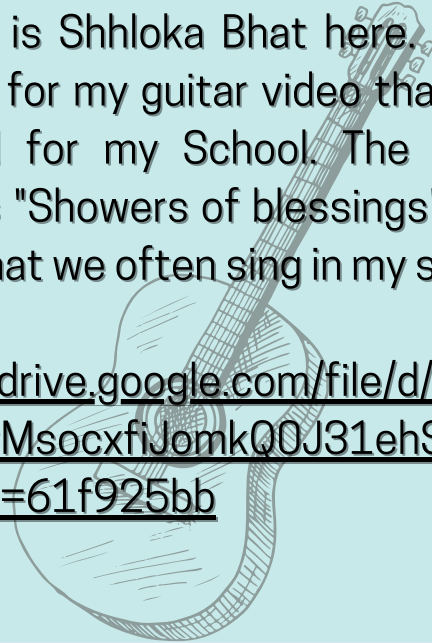 is Shhloka Bhat here.
for my guitar video tha
for my School. The
"Showers of blessings"
at we often sing in my s
drive.google.com/file/d/
MsocxfiJomkQ0J31ehS
=61f925bb